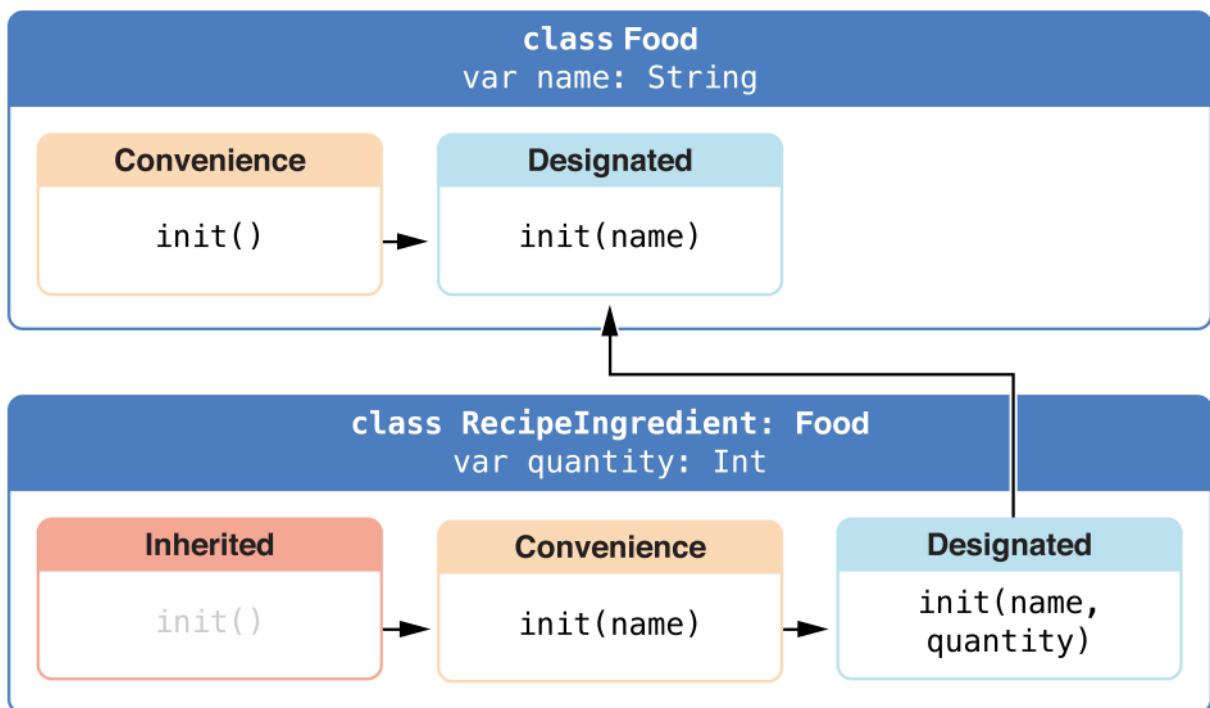 class Food
var name: String
Convenience
Designated
init()
init(name)
class RecipeIngredient: Food
var quantity: Int
Inherited
Convenience
Designated
init()
init(name)
init(name,
quantity)